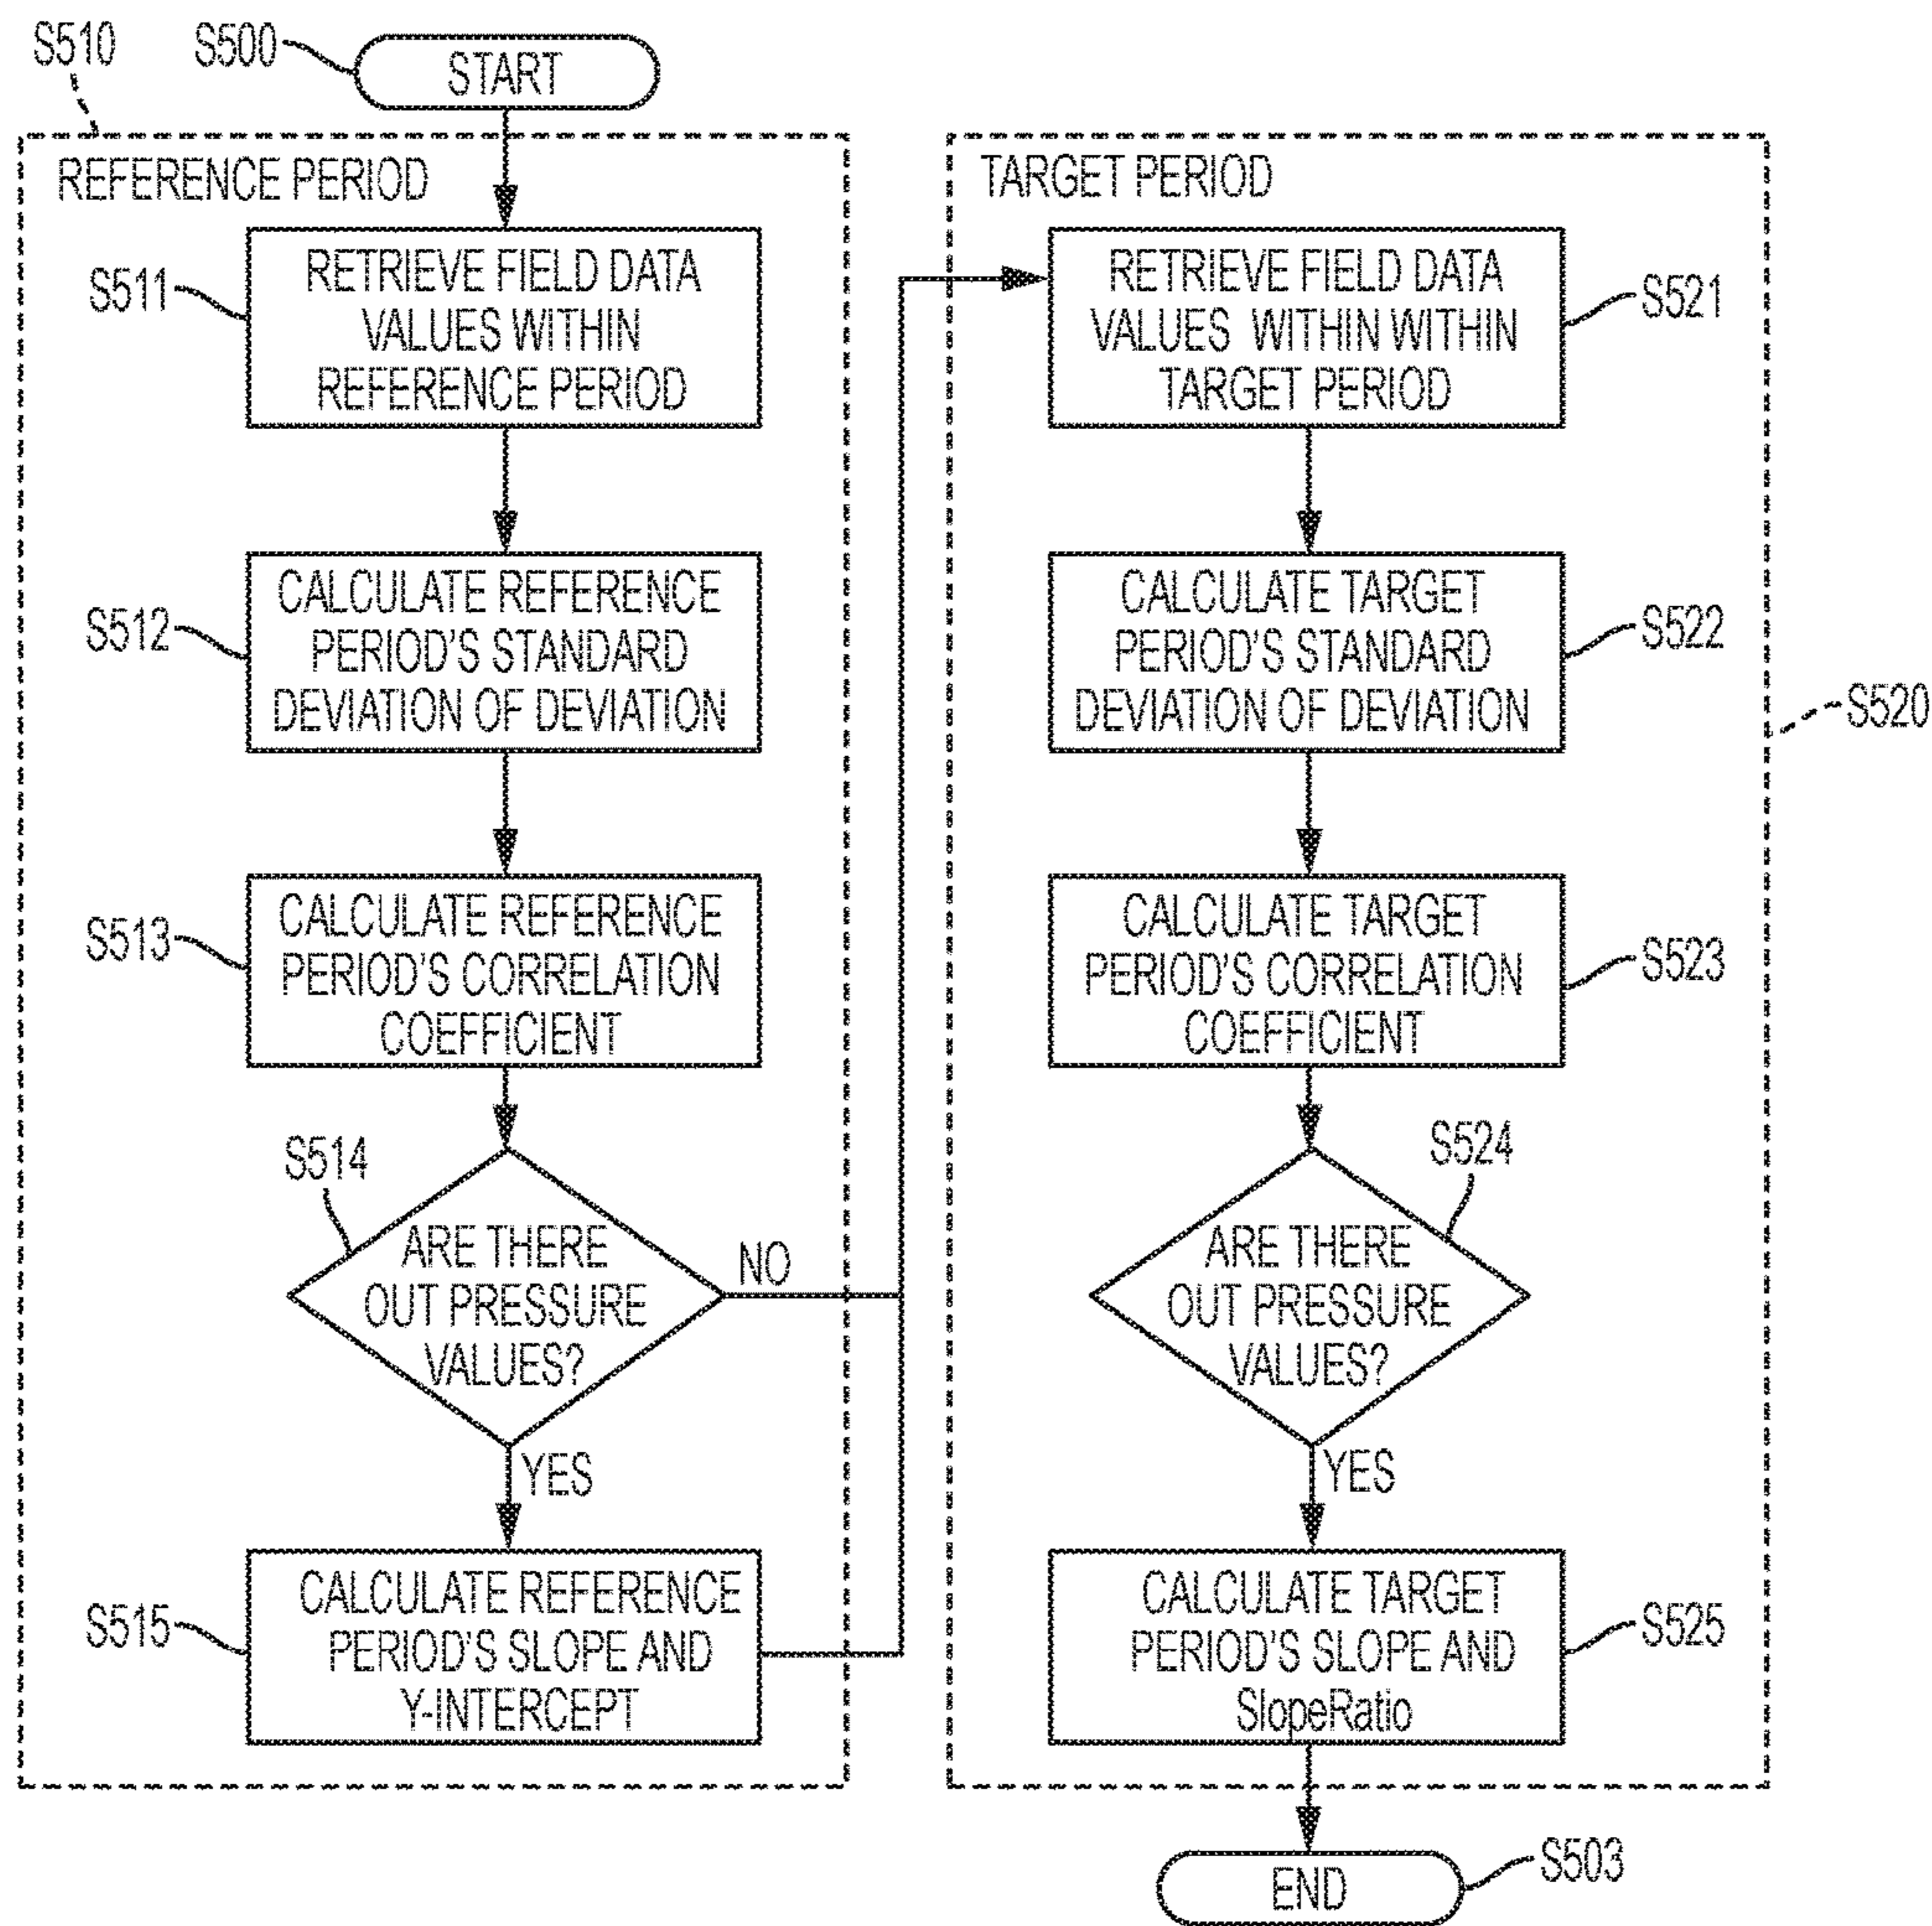 S510
S500
START
REFERENCE PERIOD
S511
RETRIEVE FIELD DATA
VALUES WITHIN
REFERENCE PERIOD
S512
CALCULATE REFERENCE
PERIOD'S STANDARD
DEVIATION OF DEVIATION
S513
CALCULATE REFERENCE
PERIOD'S CORRELATION
COEFFICIENT
S514
ARE THERE
OUT PRESSURE
VALUES?
NO
YES
S515
CALCULATE REFERENCE
PERIOD'S SLOPE AND
Y-INTERCEPT
TARGET PERIOD
RETRIEVE FIELD DATA
VALUES WITHIN WITHIN
TARGET PERIOD
S521
CALCULATE TARGET
PERIOD'S STANDARD
DEVIATION OF DEVIATION
S522
S520
CALCULATE TARGET
PERIOD'S CORRELATION
COEFFICIENT
S523
S524
ARE THERE
OUT PRESSURE
VALUES?
YES
CALCULATE TARGET
PERIOD'S SLOPE AND
SlopeRatio
S525
END
S503